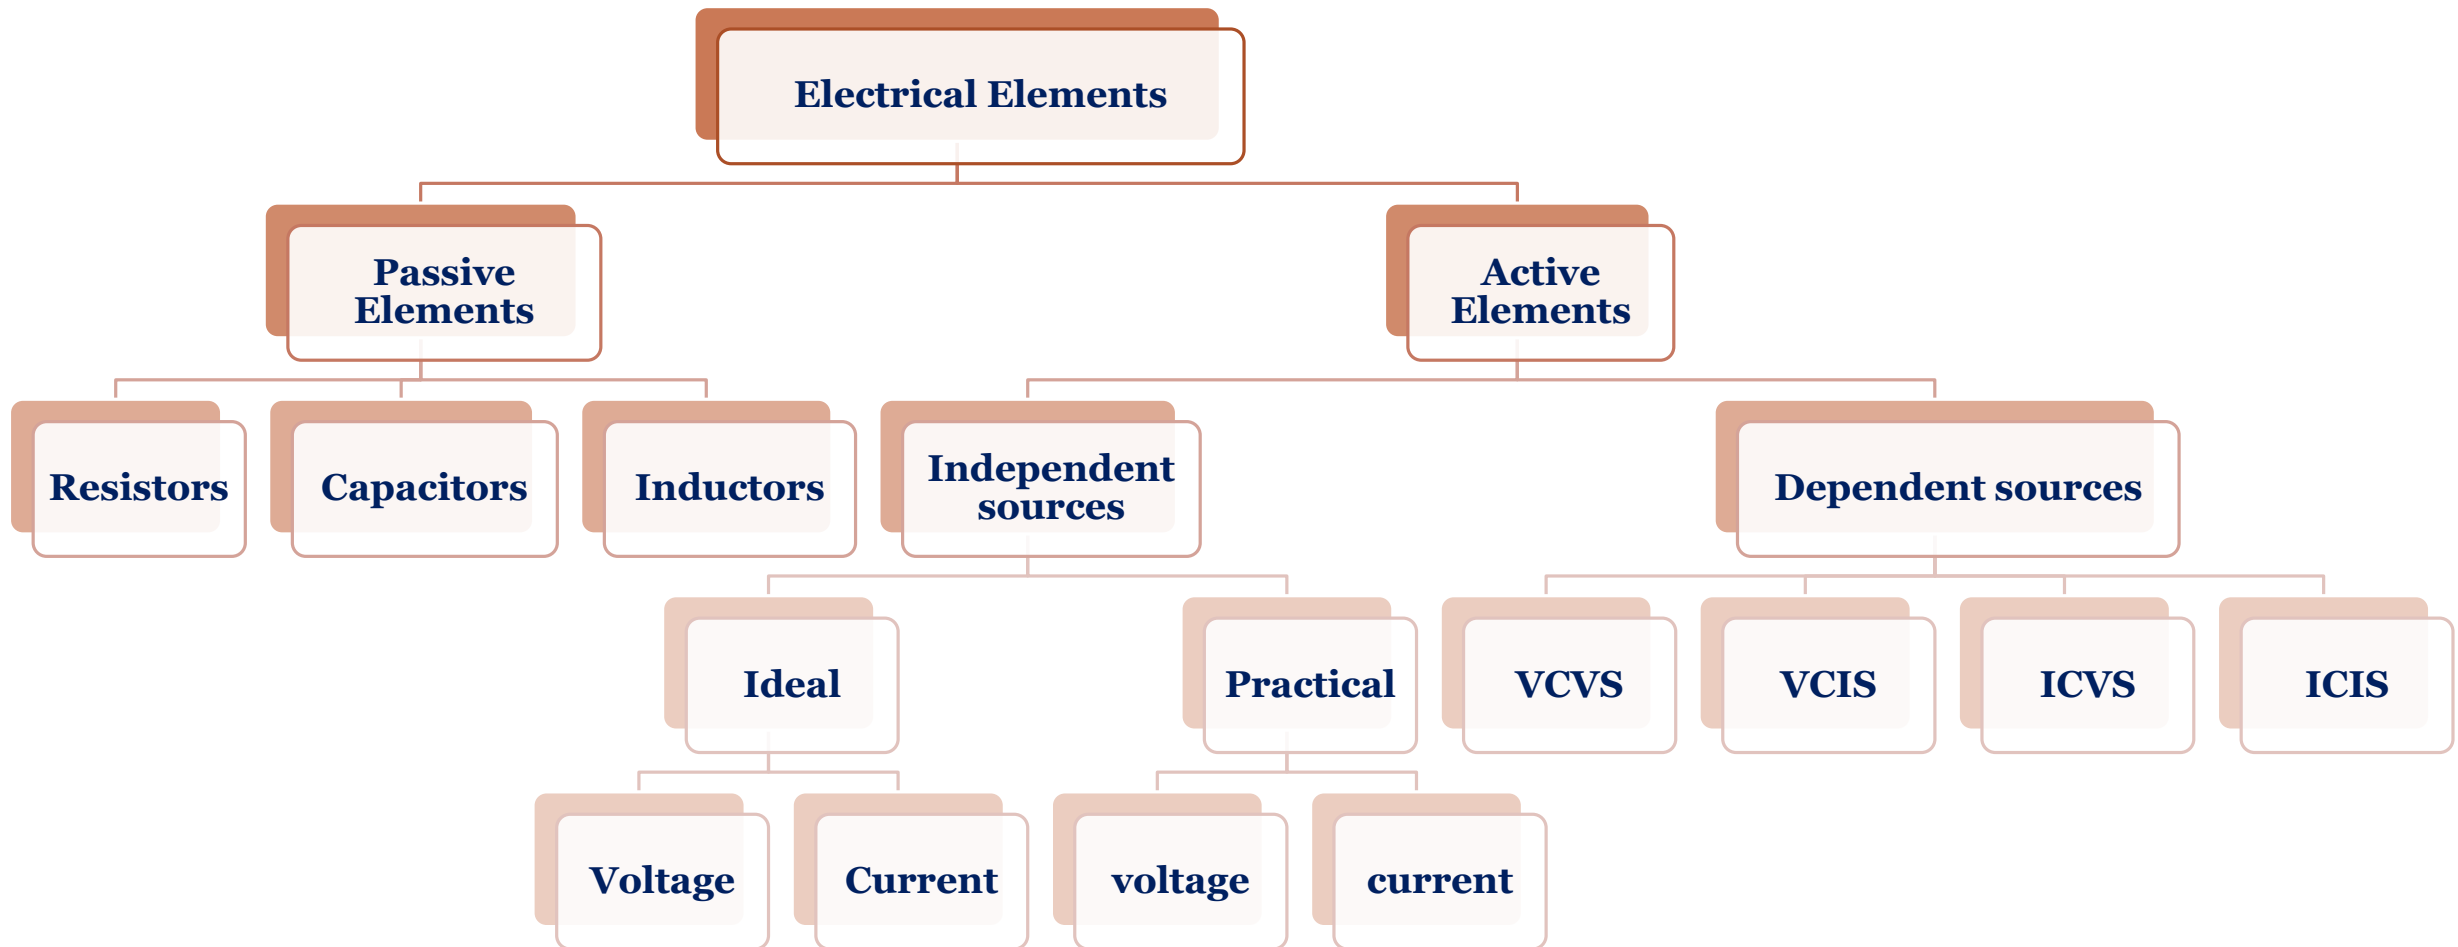 Electrical Elements
Passive
Elements
Active
Elements
Resistors
Capacitors
Inductors
Independent
sources
Dependent sources
Ideal
Practical
VCVS
VCIS
ICVS
ICIS
Voltage
Current
voltage
current